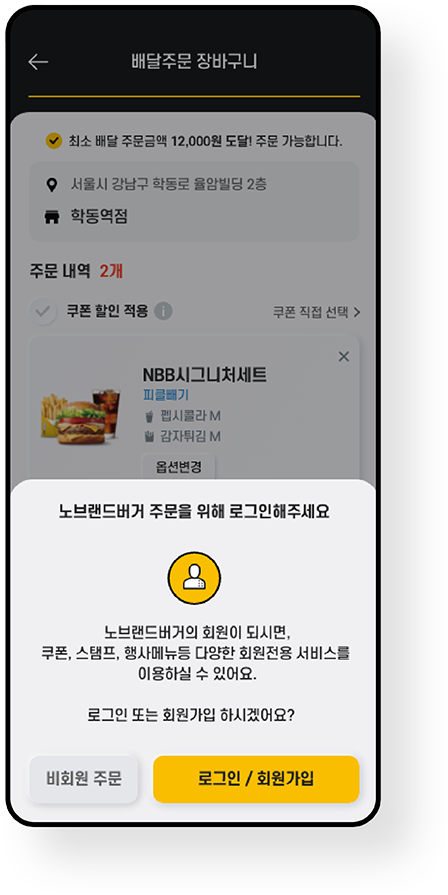 배달주문 장바구니
최소 배달 주문금액 12,000원 도달! 주문 가능합니다.
서울시 강남구 학동로 율암빌딩 2층
학동역점
주문 내역 2개
쿠폰 할인 적용 i 쿠폰 직접 선택
NBB시그니처세트
피클빼기
펩시콜라 M
감자튀김 M
옵션변경
노브랜드버거 주문을 위해 로그인해주세요
노브랜드버거의 회원이 되시면,
쿠폰, 스탬프, 행사메뉴등 다양한 회원전용 서비스를
이용하실 수 있어요.
로그인 또는 회원가입 하시겠어요?
비회원 주문 로그인 / 회원가입